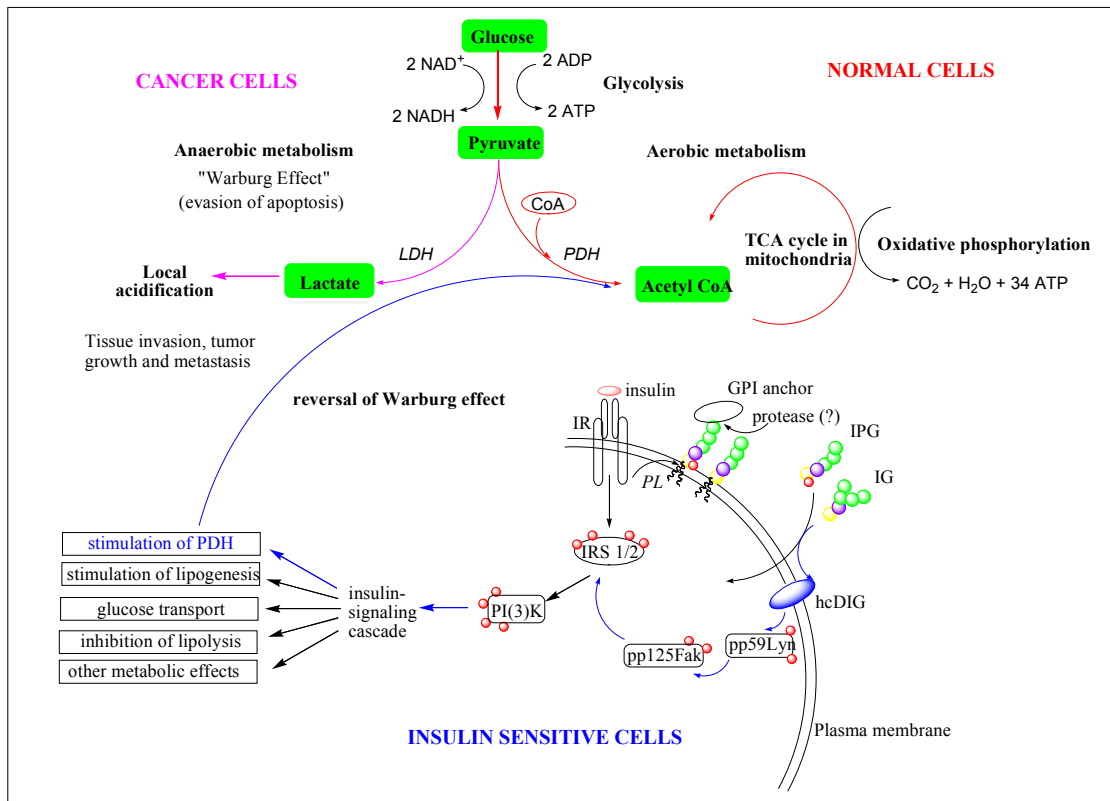 Glucose
2 NAD+
2 ADP
CANCER CELLS
Glycolysis
NORMAL CELLS
2 NADH
2 ATP
Pyruvate
Anaerobic metabolism
"Warburg Effect"
(evasion of apoptosis)
Aerobic metabolism
CoA
LDH
PDH
TCA cycle in
mitochondria
Oxidative phosphorylation
CO2 + H2O + 34 ATP
Local
acidification
Lactate
Acetyl CoA
Tissue invasion, tumor
growth and metastasis
reversal of Warburg effect
insulin
IR
GPI anchor
protease (?)
IPG
IG
PL
IRS 1/2
stimulation of PDH
stimulation of lipogenesis
glucose transport
inhibition of lipolysis
other metabolic effects
insulin-
signaling
cascade
PI(3)K
hcDIG
pp125Fak
pp59Lyn
INSULIN SENSITIVE CELLS
Plasma membrane